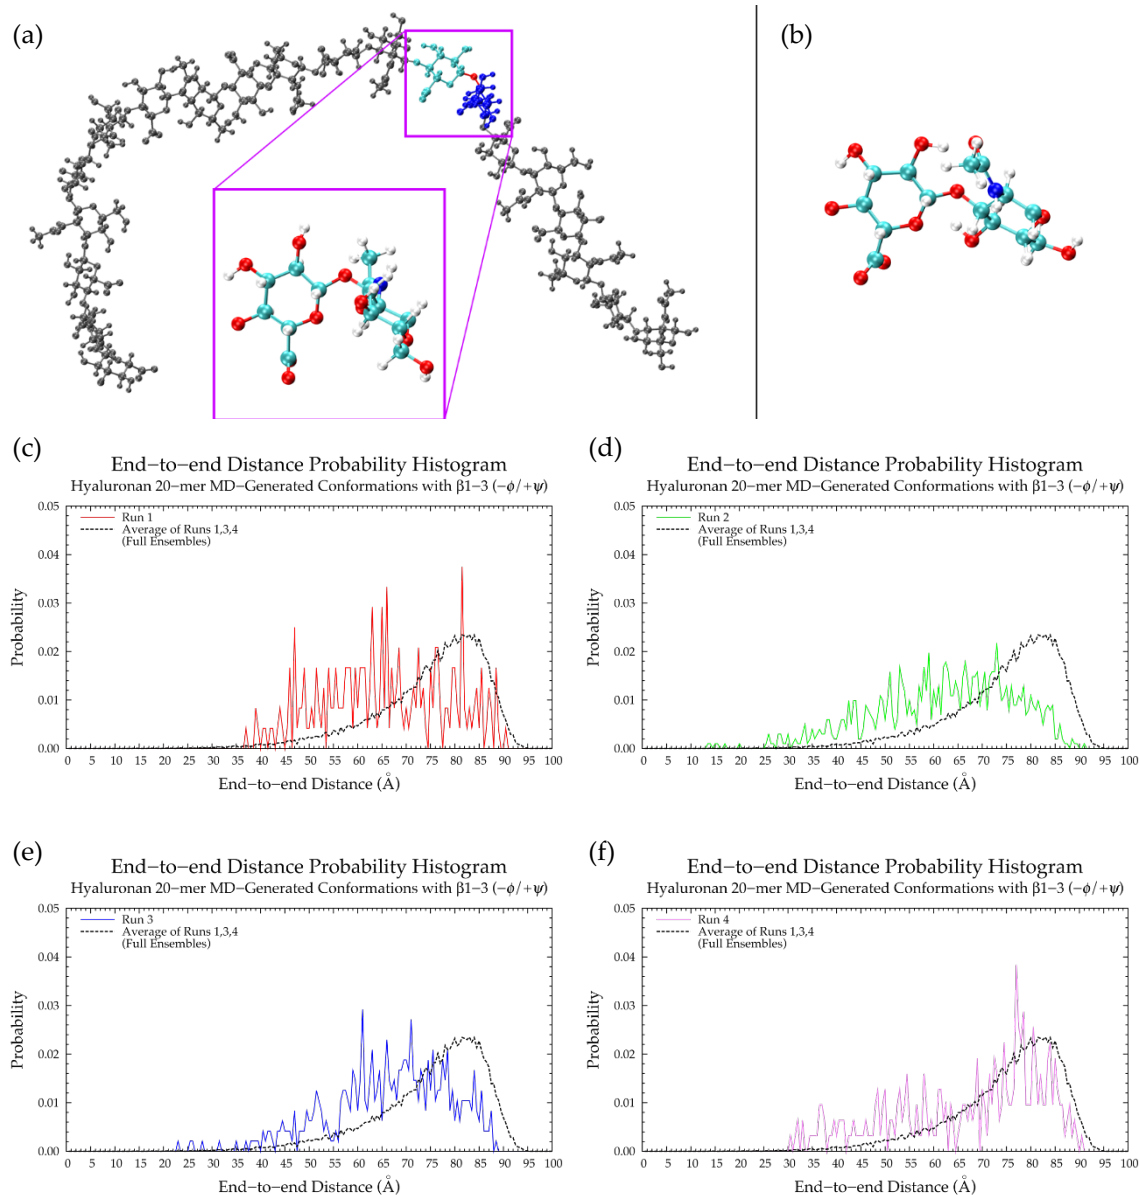 (a)
(b)
(c)
End−to−end Distance Probability Histogram
Hyaluronan 20−mer MD−Generated Conformations with β1−3 (−ϕ/+ψ)
Run 1
Average of Runs 1,3,4
(Full Ensembles)
Probability
0.05
0.04
0.03
0.02
0.01
0.00
0 5 10 15 20 25 30 35 40 45 50 55 60 65 70 75 80 85 90 95 100
End−to−end Distance (Å)
(d)
End−to−end Distance Probability Histogram
Hyaluronan 20−mer MD−Generated Conformations with β1−3 (−ϕ/+ψ)
Run 2
Average of Runs 1,3,4
(Full Ensembles)
Probability
0.05
0.04
0.03
0.02
0.01
0.00
0 5 10 15 20 25 30 35 40 45 50 55 60 65 70 75 80 85 90 95 100
End−to−end Distance (Å)
(e)
End−to−end Distance Probability Histogram
Hyaluronan 20−mer MD−Generated Conformations with β1−3 (−ϕ/+ψ)
Run 3
Average of Runs 1,3,4
(Full Ensembles)
Probability
0.05
0.04
0.03
0.02
0.01
0.00
0 5 10 15 20 25 30 35 40 45 50 55 60 65 70 75 80 85 90 95 100
End−to−end Distance (Å)
(f)
End−to−end Distance Probability Histogram
Hyaluronan 20−mer MD−Generated Conformations with β1−3 (−ϕ/+ψ)
Run 4
Average of Runs 1,3,4
(Full Ensembles)
Probability
0.05
0.04
0.03
0.02
0.01
0.00
0 5 10 15 20 25 30 35 40 45 50 55 60 65 70 75 80 85 90 95 100
End−to−end Distance (Å)